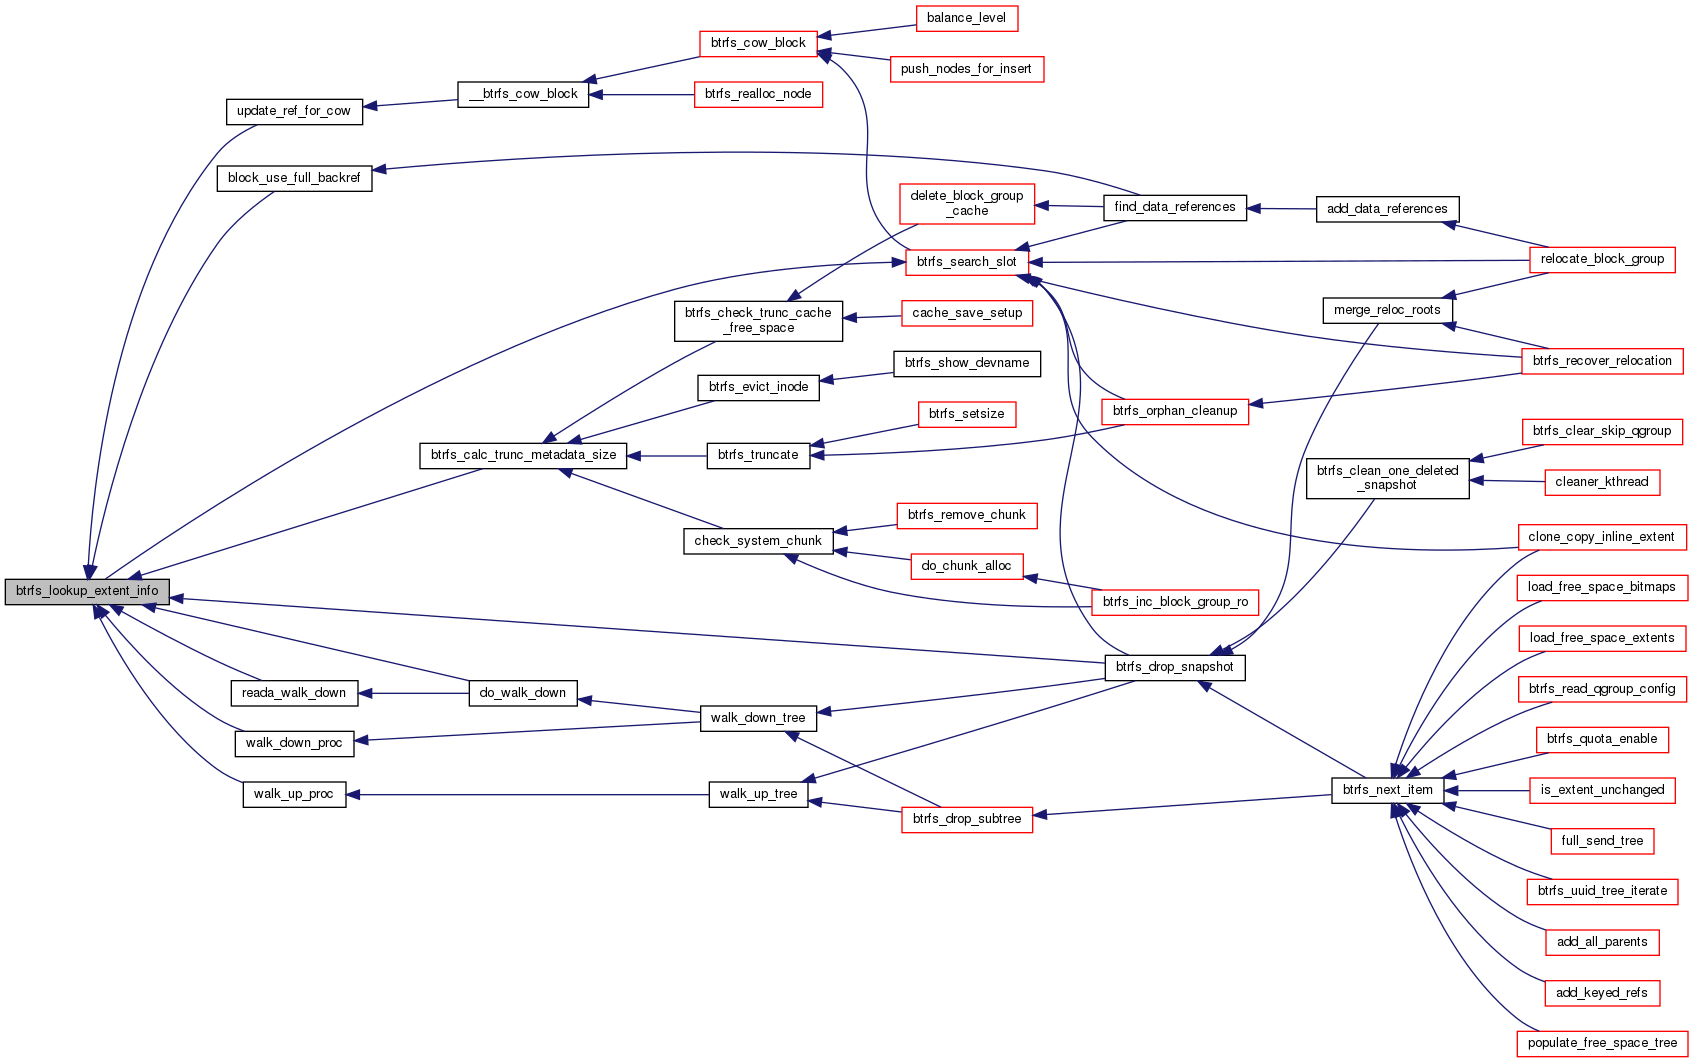 balance_level
btrfs_cow_block
push_nodes_for_insert
__btrfs_cow_block
btrfs_realloc_node
update_ref_for_cow
block_use_full_backref
delete_block_group
_cache
find_data_references
add_data_references
btrfs_search_slot
relocate_block_group
btrfs_check_trunc_cache
_free_space
cache_save_setup
merge_reloc_roots
btrfs_show_devname
btrfs_recover_relocation
btrfs_evict_inode
btrfs_setsize
btrfs_orphan_cleanup
btrfs_clear_skip_qgroup
btrfs_calc_trunc_metadata_size
btrfs_truncate
btrfs_clean_one_deleted
_snapshot
cleaner_kthread
btrfs_remove_chunk
check_system_chunk
clone_copy_inline_extent
do_chunk_alloc
btrfs_lookup_extent_info
load_free_space_bitmaps
btrfs_inc_block_group_ro
load_free_space_extents
btrfs_drop_snapshot
reada_walk_down
do_walk_down
btrfs_read_qgroup_config
walk_down_tree
walk_down_proc
btrfs_quota_enable
walk_up_proc
walk_up_tree
btrfs_next_item
is_extent_unchanged
btrfs_drop_subtree
full_send_tree
btrfs_uuid_tree_iterate
add_all_parents
add_keyed_refs
populate_free_space_tree